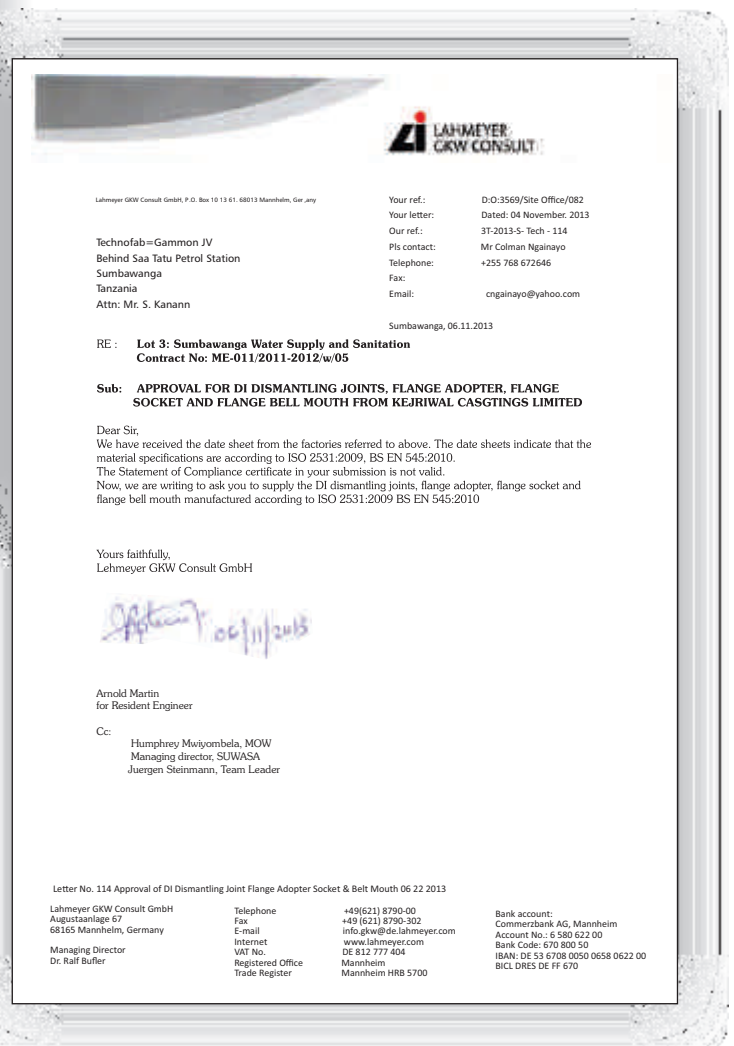 LAHMEYER
GKW CONSULT
Lahmeyer GKW Consult GmbH, P.O. Box 10 13 61. 68013 Mannhelm, Ger ,any
Your ref.: D:O:3569/Site Office/082
Your letter: Dated: 04 November. 2013
Our ref.: 3T-2013-S- Tech - 114
Pls contact: Mr Colman Ngainayo
Telephone: +255 768 672646
Fax:
Email: cngainayo@yahoo.com
Technofab=Gammon JV
Behind Saa Tatu Petrol Station
Sumbawanga
Tanzania
Attn: Mr. S. Kanann
Sumbawanga, 06.11.2013
RE : Lot 3: Sumbawanga Water Supply and Sanitation
Contract No: ME-011/2011-2012/w/05
Sub: APPROVAL FOR DI DISMANTLING JOINTS, FLANGE ADOPTER, FLANGE
SOCKET AND FLANGE BELL MOUTH FROM KEJRIWAL CASGTINGS LIMITED
Dear Sir,
We have received the date sheet from the factories referred to above. The date sheets indicate that the
material specifications are according to ISO 2531:2009, BS EN 545:2010.
The Statement of Compliance certificate in your submission is not valid.
Now, we are writing to ask you to supply the DI dismantling joints, flange adopter, flange socket and
flange bell mouth manufactured according to ISO 2531:2009 BS EN 545:2010
Yours faithfully,
Lehmeyer GKW Consult GmbH
06/11/2013
Arnold Martin
for Resident Engineer
Cc:
Humphrey Mwiyombela, MOW
Managing director, SUWASA
Juergen Steinmann, Team Leader
Letter No. 114 Approval of DI Dismantling Joint Flange Adopter Socket & Belt Mouth 06 22 2013
Lahmeyer GKW Consult GmbH
Augustaanlage 67
68165 Mannhelm, Germany
Managing Director
Dr. Ralf Bufler
Telephone +49(621) 8790-00
Fax +49 (621) 8790-302
E-mail info.gkw@de.lahmeyer.com
Internet www.lahmeyer.com
VAT No. DE 812 777 404
Registered Office Mannheim
Trade Register Mannheim HRB 5700
Bank account:
Commerzbank AG, Mannheim
Account No.: 6 580 622 00
Bank Code: 670 800 50
IBAN: DE 53 6708 0050 0658 0622 00
BICL DRES DE FF 670